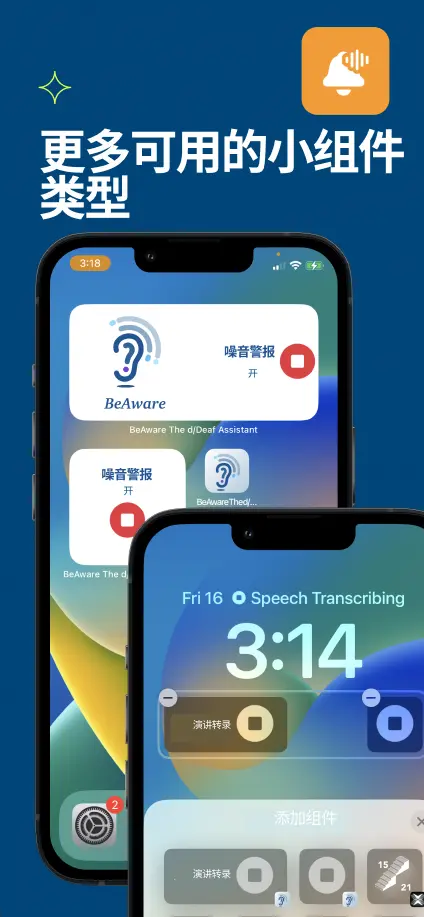 更多可用的小组件
类型
3:18
噪音警报
开
BeAware
BeAware The d/Deaf Assistant
噪音警报
开
BeAwareThed/...
BeAware The d
Fri 16 Speech Transcribing
3:14
演讲转录
添加组件
2
演讲转录
15
21